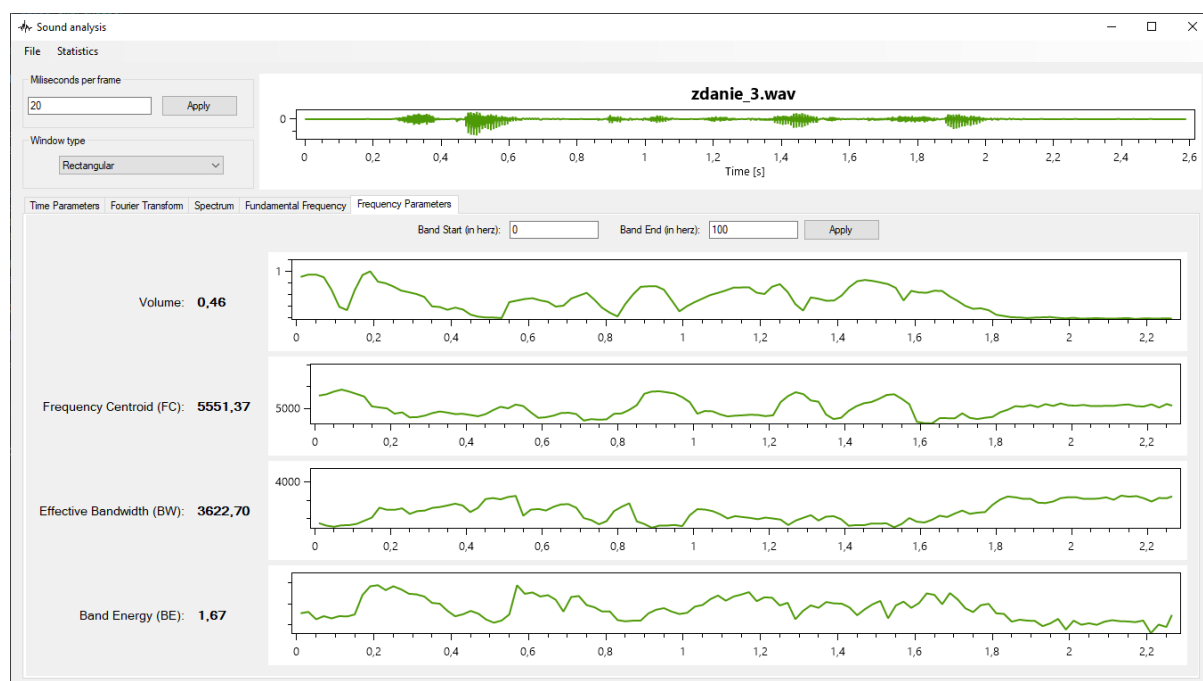 Sound analysis
File Statistics
Miliseconds per frame
20 Apply
Window type
Rectangular
zdanie_3.wav
0
0 0,2 0,4 0,6 0,8 1 1,2 1,4 1,6 1,8 2 2,2 2,4 2,6
Time [s]
Time Parameters Fourier Transform Spectrum Fundamental Frequency Frequency Parameters
Band Start (in herz): 0 Band End (in herz): 100 Apply
Volume: 0,46
1
0 0,2 0,4 0,6 0,8 1 1,2 1,4 1,6 1,8 2 2,2
Frequency Centroid (FC): 5551,37
5000
0 0,2 0,4 0,6 0,8 1 1,2 1,4 1,6 1,8 2 2,2
Effective Bandwidth (BW): 3622,70
4000
0 0,2 0,4 0,6 0,8 1 1,2 1,4 1,6 1,8 2 2,2
Band Energy (BE): 1,67
0 0,2 0,4 0,6 0,8 1 1,2 1,4 1,6 1,8 2 2,2